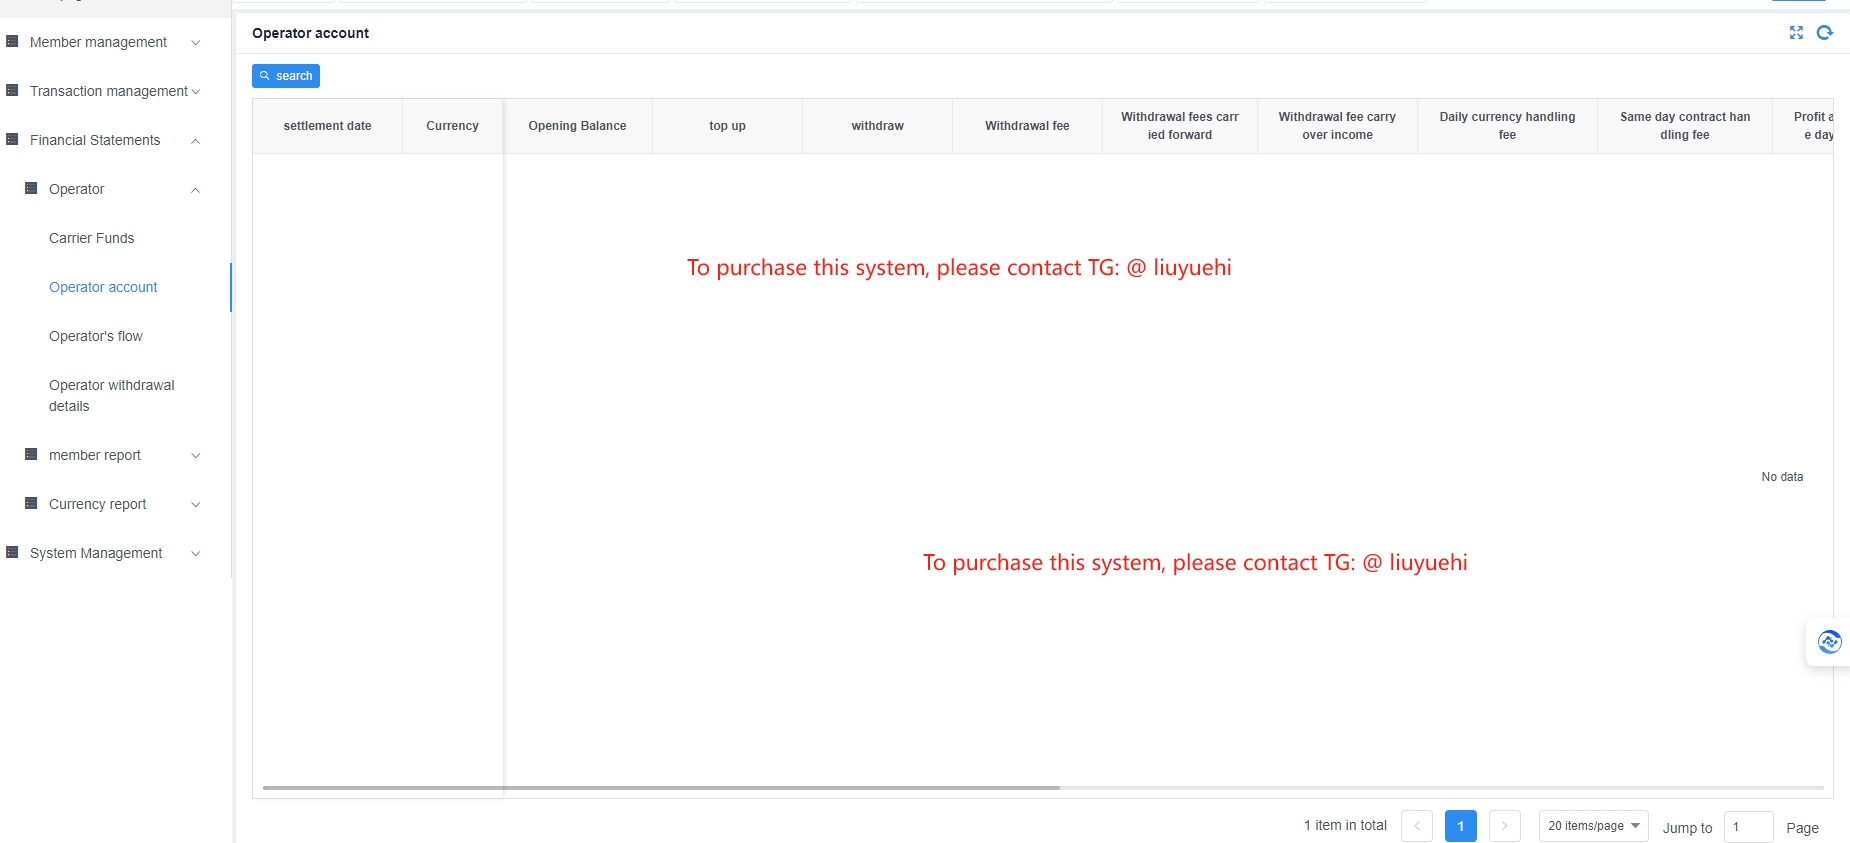 Member management
Transaction management
Financial Statements
Operator
Carrier Funds
Operator account
Operator's flow
Operator withdrawal
details
member report
Currency report
System Management
Operator account
search
settlement date
Currency
Opening Balance
top up
withdraw
Withdrawal fee
Withdrawal fees carr
ied forward
Withdrawal fee carry
over income
Daily currency handling
fee
Same day contract han
dling fee
Profit a
e day
To purchase this system, please contact TG: @ liuyuehi
No data
To purchase this system, please contact TG: @ liuyuehi
1 item in total
1
20 items/page
Jump to
1
Page